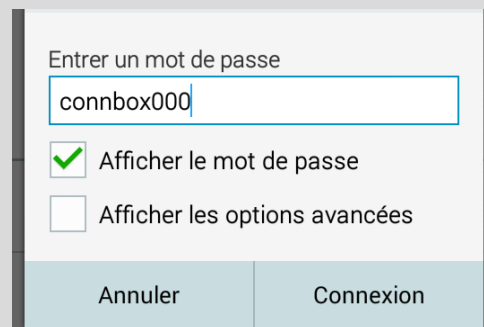 Entrer un mot de passe
connbox000
Afficher le mot de passe
Afficher les options avancées
Annuler Connexion